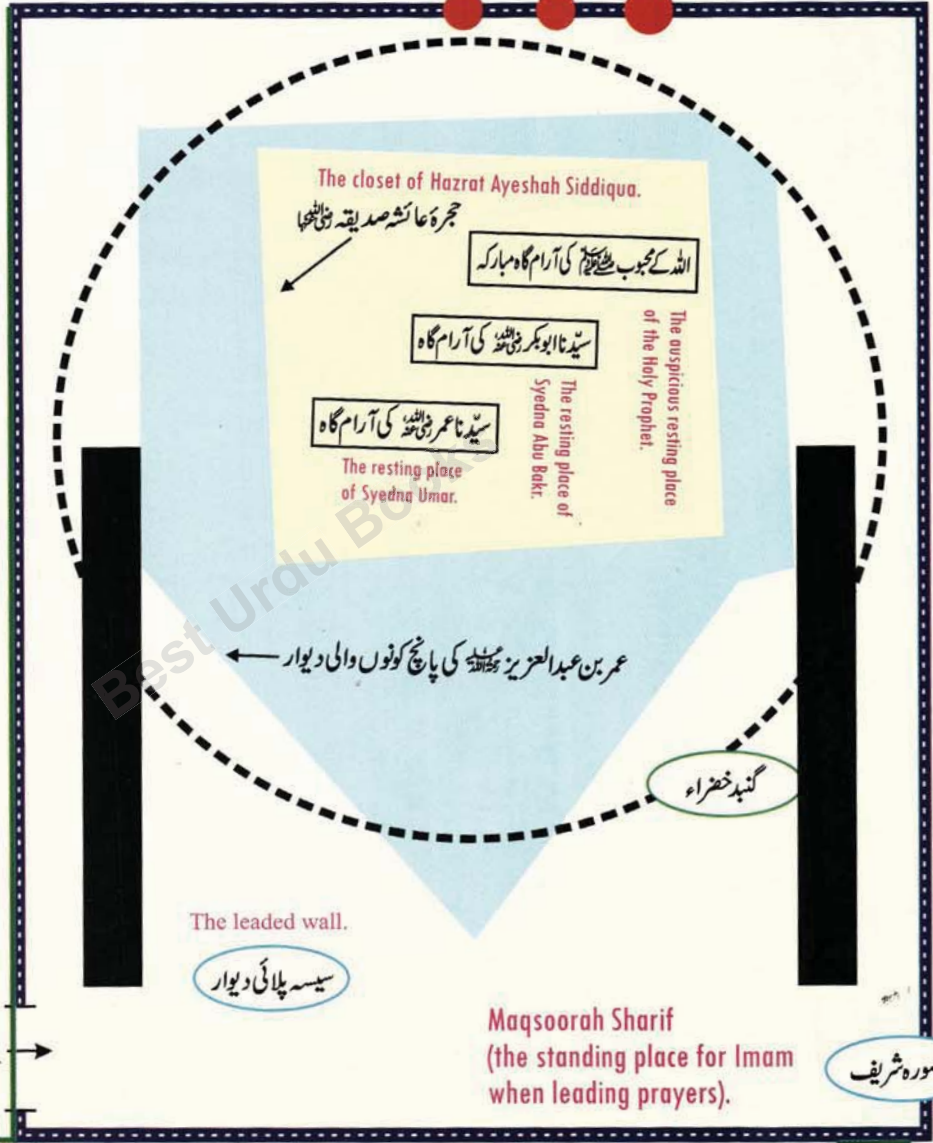 The closet of Hazrat Ayeshah Siddiqua.
حجرۂ عائشہ صدیقہ رضی اللہ عنہا
اللہ کے محبوب ﷺ کی آرام گاہ مبارکہ
The auspicious resting place
of the Holy Prophet.
سیّدنا ابوبکر رضی اللہ عنہ کی آرام گاہ
The resting place of
Syedna Abu Bakr.
سیّدنا عمر رضی اللہ عنہ کی آرام گاہ
The resting place
of Syedna Umar.
عمر بن عبدالعزیز رحمۃ اللہ علیہ کی پانچ کونوں والی دیوار
گنبد خضراء
The leaded wall.
سیسہ پلائی دیوار
Maqsoorah Sharif
(the standing place for Imam
when leading prayers).
شریف
Best Urdu Books